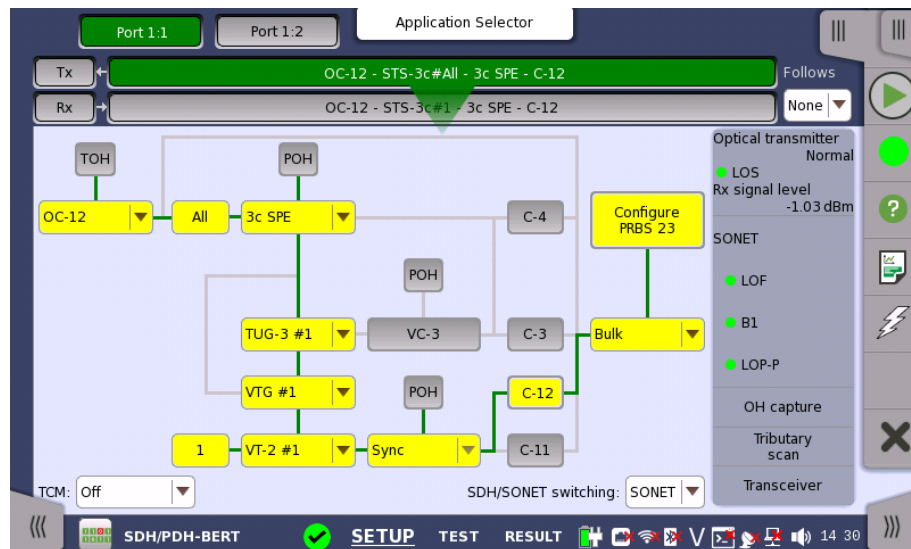 Port 1:1
Port 1:2
Application Selector
Tx
OC-12 - STS-3c#All - 3c SPE - C-12
Follows
Rx
OC-12 - STS-3c#1 - 3c SPE - C-12
None
TOH
POH
Optical transmitter
Normal
LOS
Rx signal level
-1.03 dBm
OC-12
All
3c SPE
C-4
Configure
PRBS 23
SONET
POH
LOF
TUG-3 #1
VC-3
C-3
Bulk
B1
LOP-P
VTG #1
POH
C-12
OH capture
1
VT-2 #1
Sync
C-11
Tributary
scan
TCM:
Off
SDH/SONET switching:
SONET
Transceiver
SDH/PDH-BERT
SETUP
TEST
RESULT
V
14 30